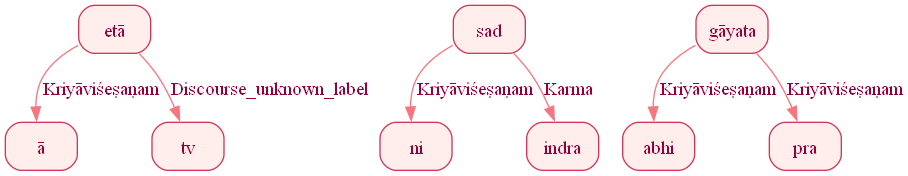 etā
sad
gāyata
Kriyāviśeṣaṇam
Discourse_unknown_label
Kriyāviśeṣaṇam
Karma
Kriyāviśeṣaṇam
Kriyāviśeṣaṇam
ā
tv
ni
indra
abhi
pra